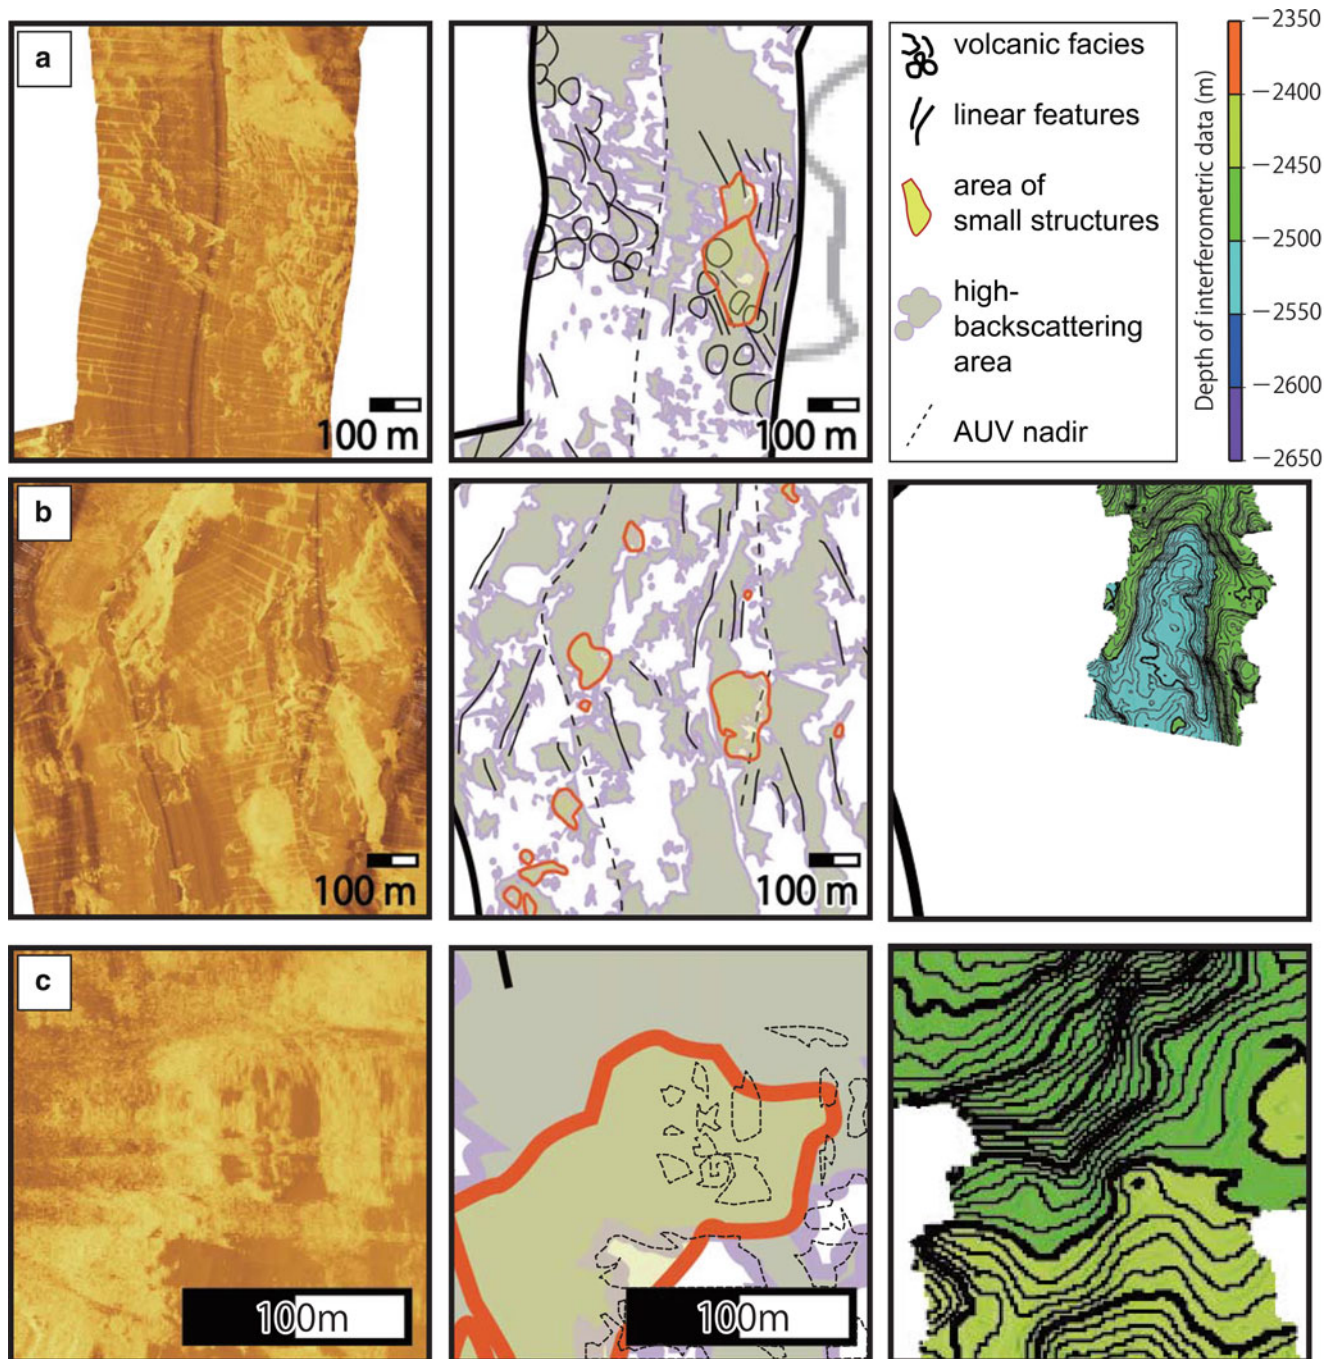 a
100 m
100 m
volcanic facies
linear features
area of
small structures
high-
backscattering
area
AUV nadir
Depth of interferometric data (m)
−2350
−2400
−2450
−2500
−2550
−2600
−2650
b
100 m
100 m
c
100m
100m